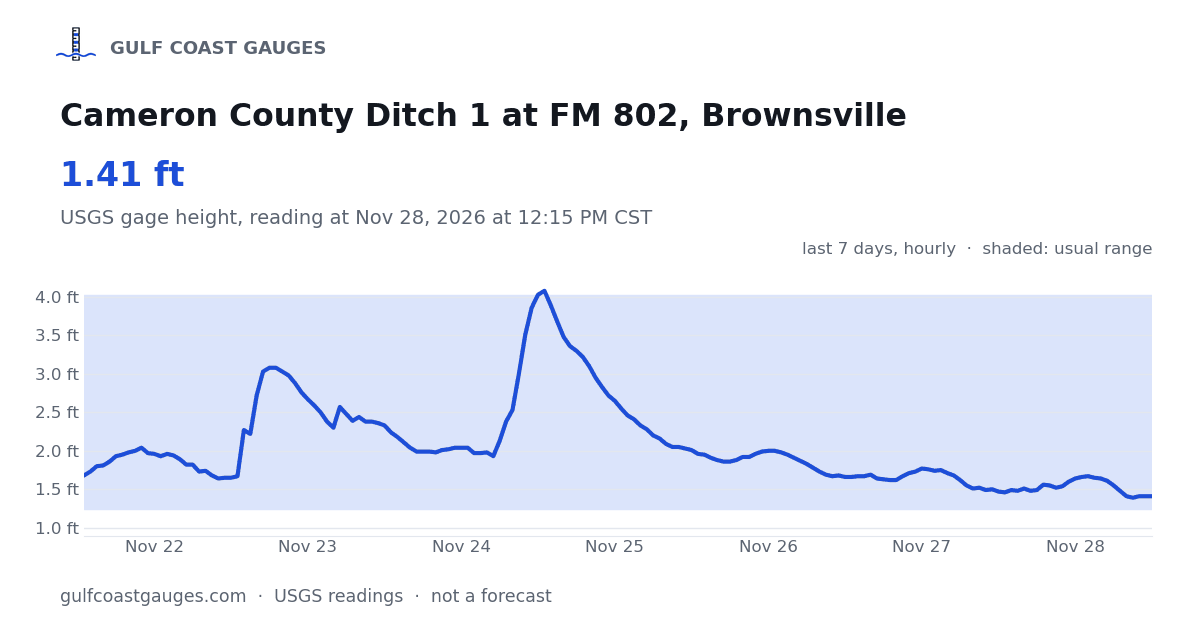 GULF COAST GAUGES
Cameron County Ditch 1 at FM 802, Brownsville
1.41 ft
USGS gage height, reading at Nov 28, 2026 at 12:15 PM CST
last 7 days, hourly · shaded: usual range
4.0 ft
3.5 ft
3.0 ft
2.5 ft
2.0 ft
1.5 ft
1.0 ft
Nov 22 Nov 23 Nov 24 Nov 25 Nov 26 Nov 27 Nov 28
gulfcoastgauges.com · USGS readings · not a forecast